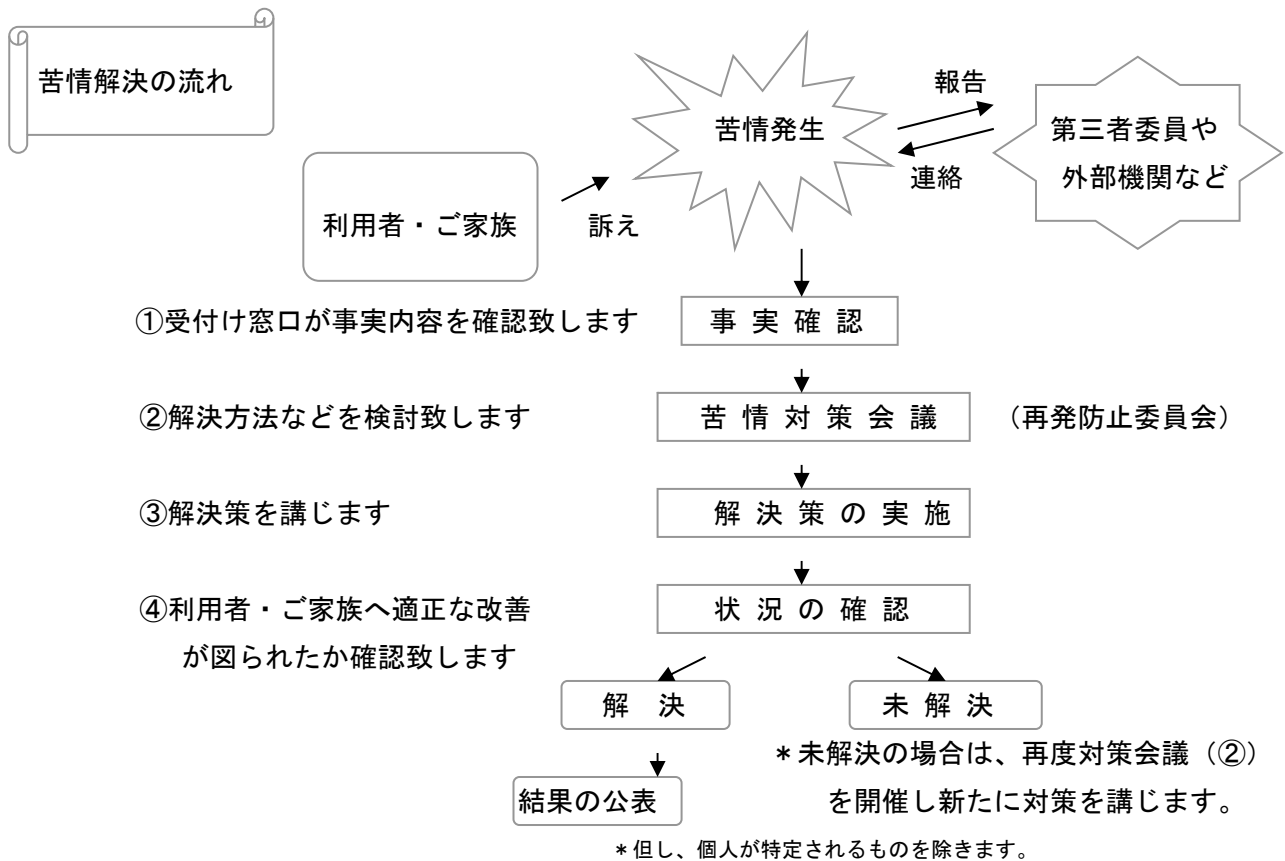 苦情解決の流れ
苦情発生
報告
連絡
第三者委員や
外部機関など
利用者・ご家族
訴え
①受付け窓口が事実内容を確認致します
事実確認
②解決方法などを検討致します
苦情対策会議
（再発防止委員会）
③解決策を講じます
解決策の実施
④利用者・ご家族へ適正な改善
が図られたか確認致します
状況の確認
解　決
未解決
＊未解決の場合は、再度対策会議（②）
を開催し新たに対策を講じます。
結果の公表
＊但し、個人が特定されるものを除きます。